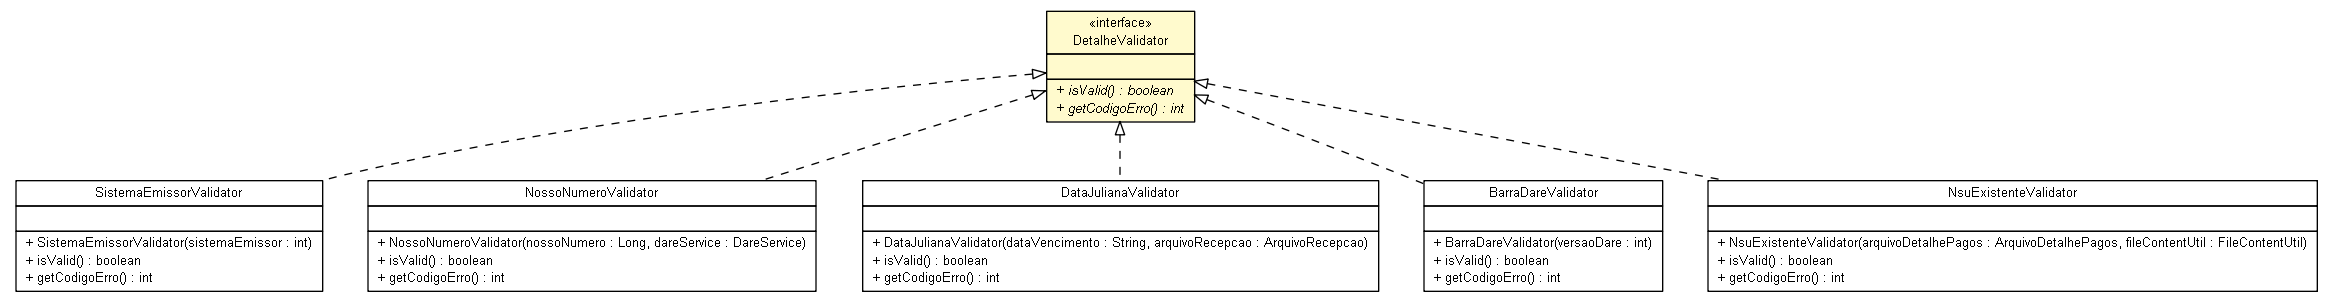 «interface»
DetalheValidator
+ isValid() : boolean
+ getCodigoErro() : int
SistemaEmissorValidator
+ SistemaEmissorValidator(sistemaEmissor : int)
+ isValid() : boolean
+ getCodigoErro() : int
NossoNumeroValidator
+ NossoNumeroValidator(nossoNumero : Long, dareService : DareService)
+ isValid() : boolean
+ getCodigoErro() : int
DataJulianaValidator
+ DataJulianaValidator(dataVencimento : String, arquivoRecepcao : ArquivoRecepcao)
+ isValid() : boolean
+ getCodigoErro() : int
BarraDareValidator
+ BarraDareValidator(versaoDare : int)
+ isValid() : boolean
+ getCodigoErro() : int
NsuExistenteValidator
+ NsuExistenteValidator(arquivoDetalhePagos : ArquivoDetalhePagos, fileContentUtil : FileContentUtil)
+ isValid() : boolean
+ getCodigoErro() : int